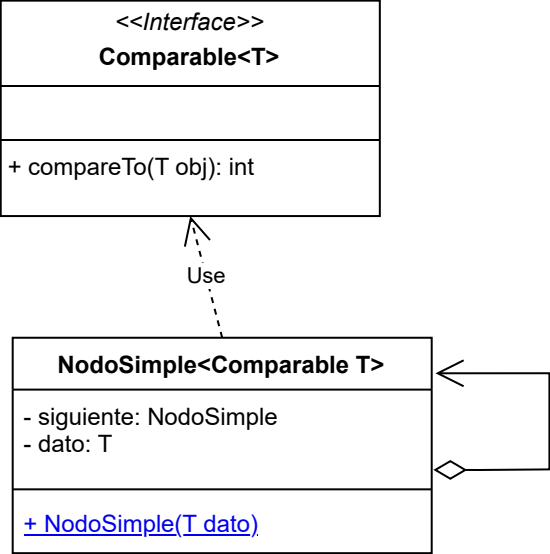 <<Interface>>
Comparable<T>
+ compareTo(T obj): int
Use
NodoSimple<Comparable T>
- siguiente: NodoSimple
- dato: T
+ NodoSimple(T dato)